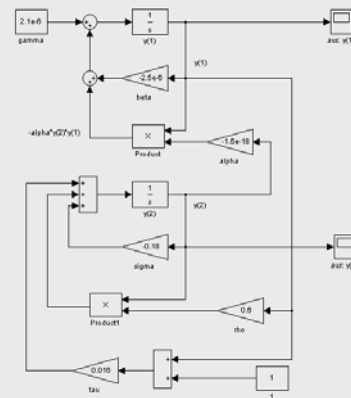 2.1e-6
gamma
1
s
y(1)
aus: y(1
y(1)
-2.5e-6
beta
-alpha*y(2)*y(1)
×
Product
-1.5e-18
alpha
1
s
y(2)
y(2)
-0.18
sigma
aus: y(
×
Product1
0.6
rho
0.016
tau
1
1